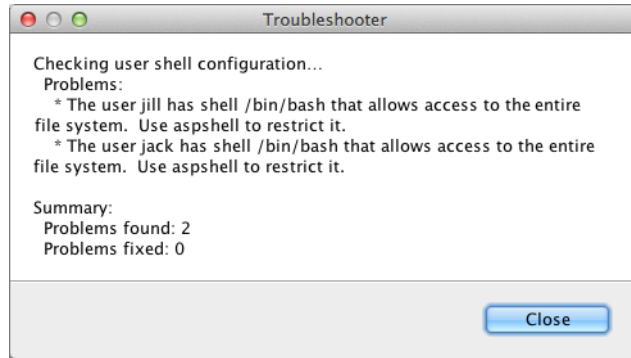 Troubleshooter
Checking user shell configuration...
Problems:
* The user jill has shell /bin/bash that allows access to the entire
file system.  Use aspshell to restrict it.
* The user jack has shell /bin/bash that allows access to the entire
file system.  Use aspshell to restrict it.
Summary:
Problems found: 2
Problems fixed: 0
Close